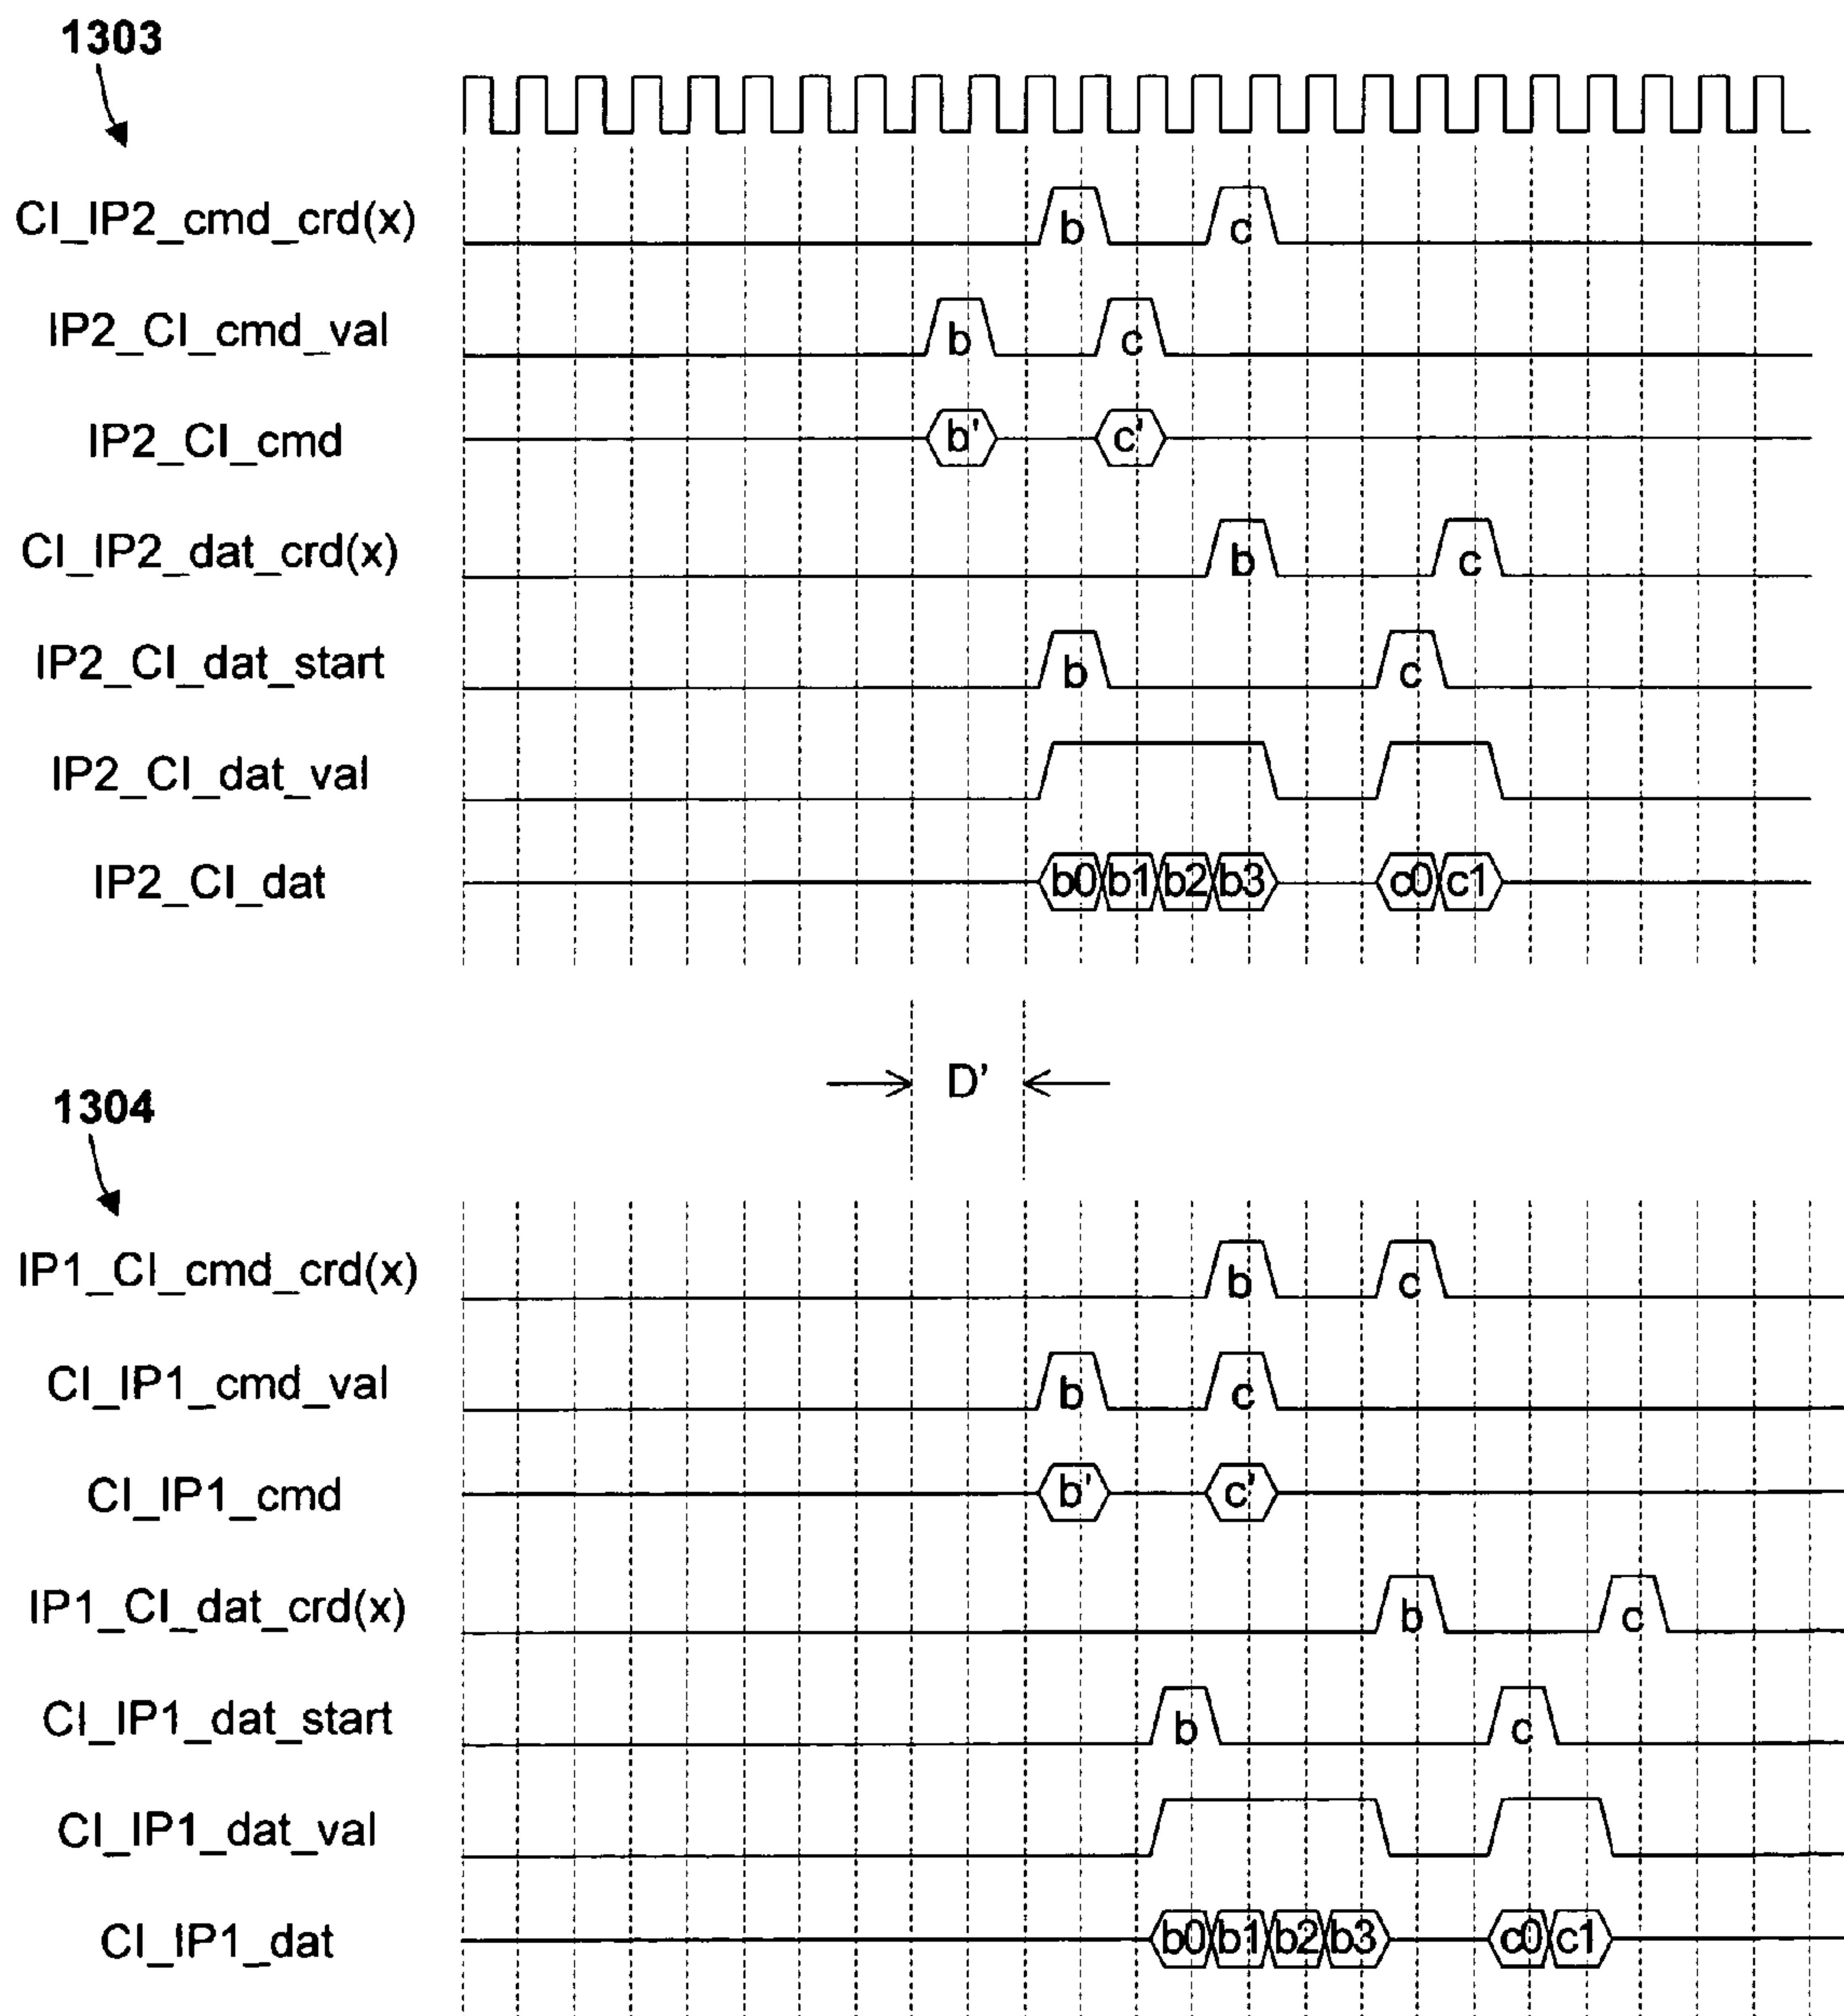 1303
CI_IP2_cmd_crd(x) b c
IP2_CI_cmd_val b c
IP2_CI_cmd b' c'
CI_IP2_dat_crd(x) b c
IP2_CI_dat_start b c
IP2_CI_dat_val
IP2_CI_dat b0 b1 b2 b3 c0 c1
D'
1304
IP1_CI_cmd_crd(x) b c
CI_IP1_cmd_val b c
CI_IP1_cmd b' c'
IP1_CI_dat_crd(x) b c
CI_IP1_dat_start b c
CI_IP1_dat_val
CI_IP1_dat b0 b1 b2 b3 c0 c1